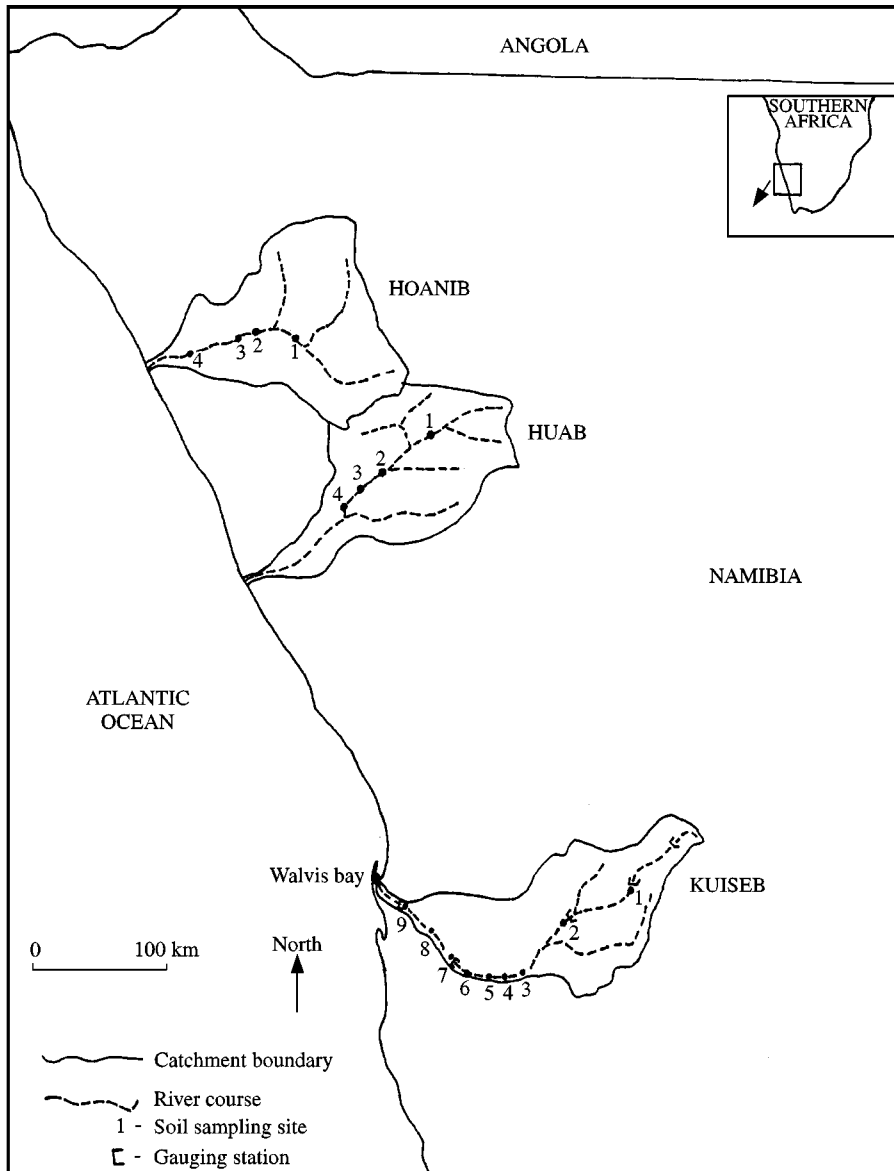 ANGOLA
SOUTHERN
AFRICA
HOANIB
4
3
2
1
HUAB
1
2
3
4
NAMIBIA
ATLANTIC
OCEAN
Walvis bay
KUISEB
1
2
9
8
7
6
5
4
3
0
100 km
North
Catchment boundary
River course
1 - Soil sampling site
- Gauging station